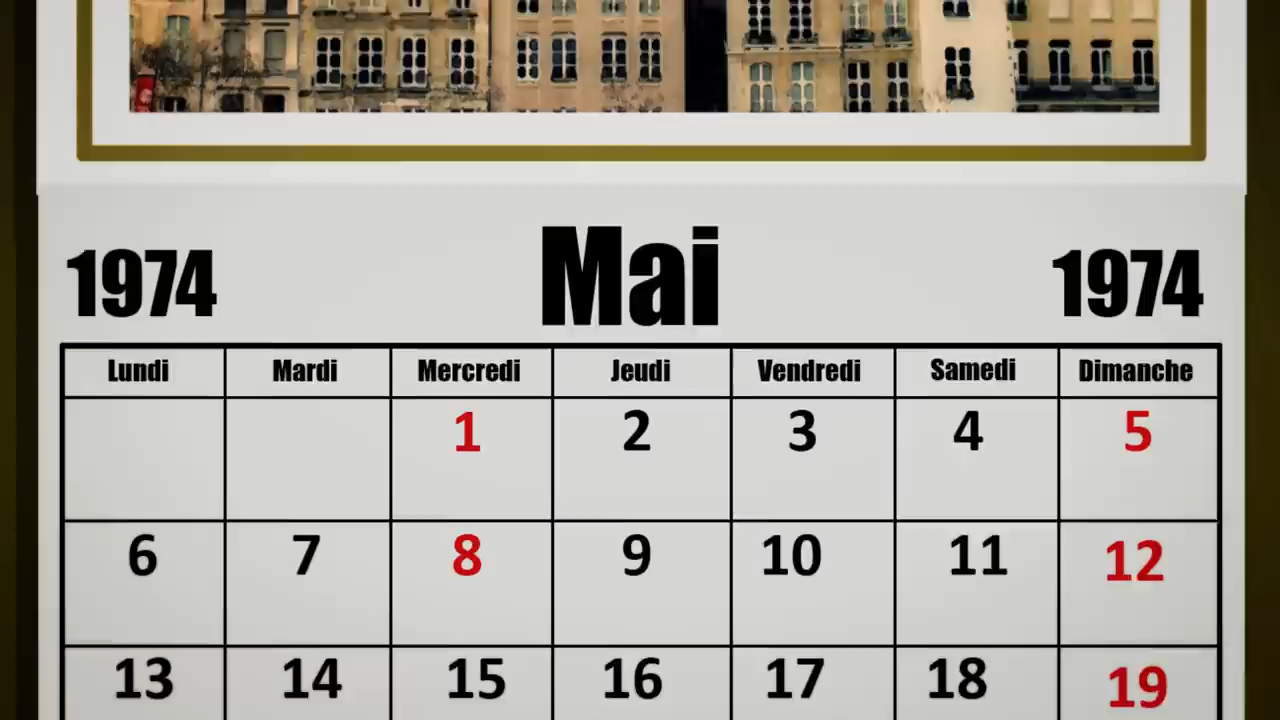 1974 Mai 1974
Lundi Mardi Mercredi Jeudi Vendredi Samedi Dimanche
1 2 3 4 5
6 7 8 9 10 11 12
13 14 15 16 17 18 19